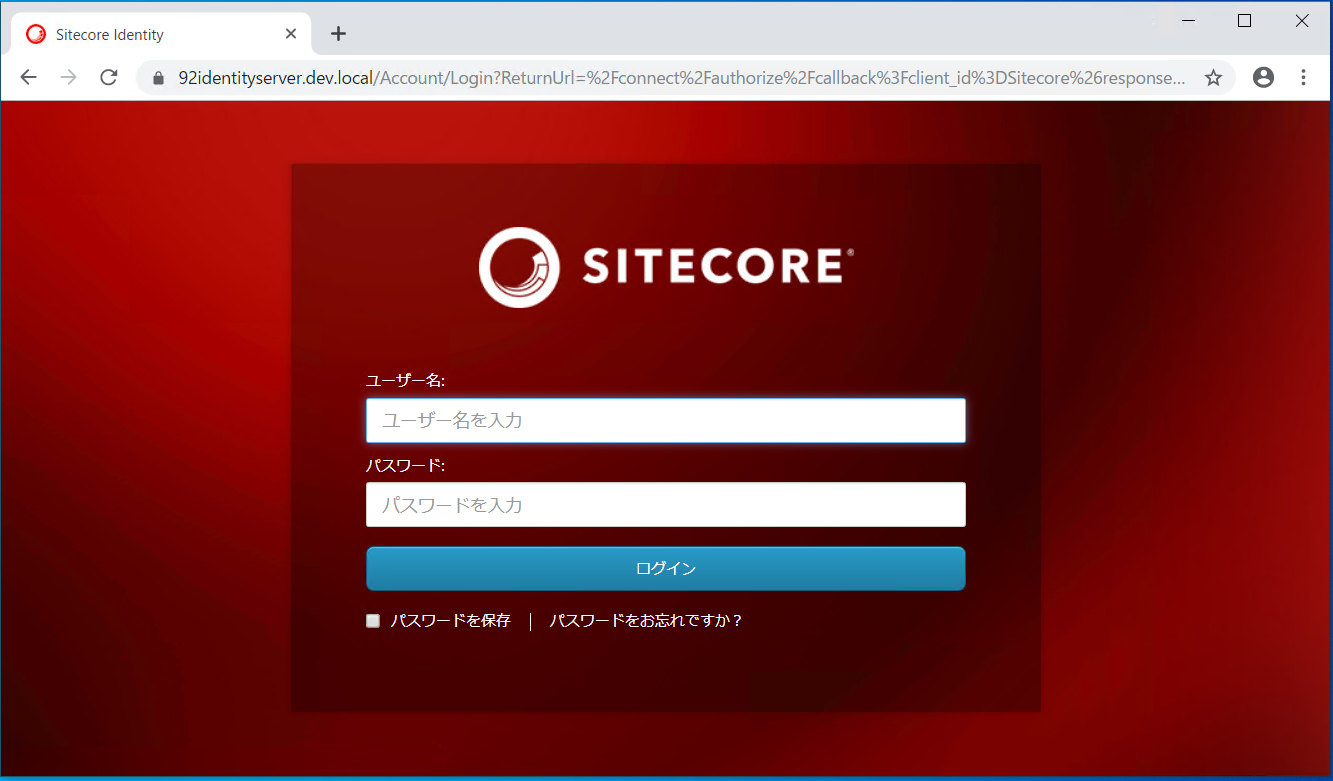 Sitecore Identity
92identityserver.dev.local/Account/Login?ReturnUrl=%2Fconnect%2Fauthorize%2Fcallback%3Fclient_id%3DSitecore%26response...
SITECORE®
ユーザー名:
ユーザー名を入力
パスワード:
パスワードを入力
ログイン
パスワードを保存 | パスワードをお忘れですか？